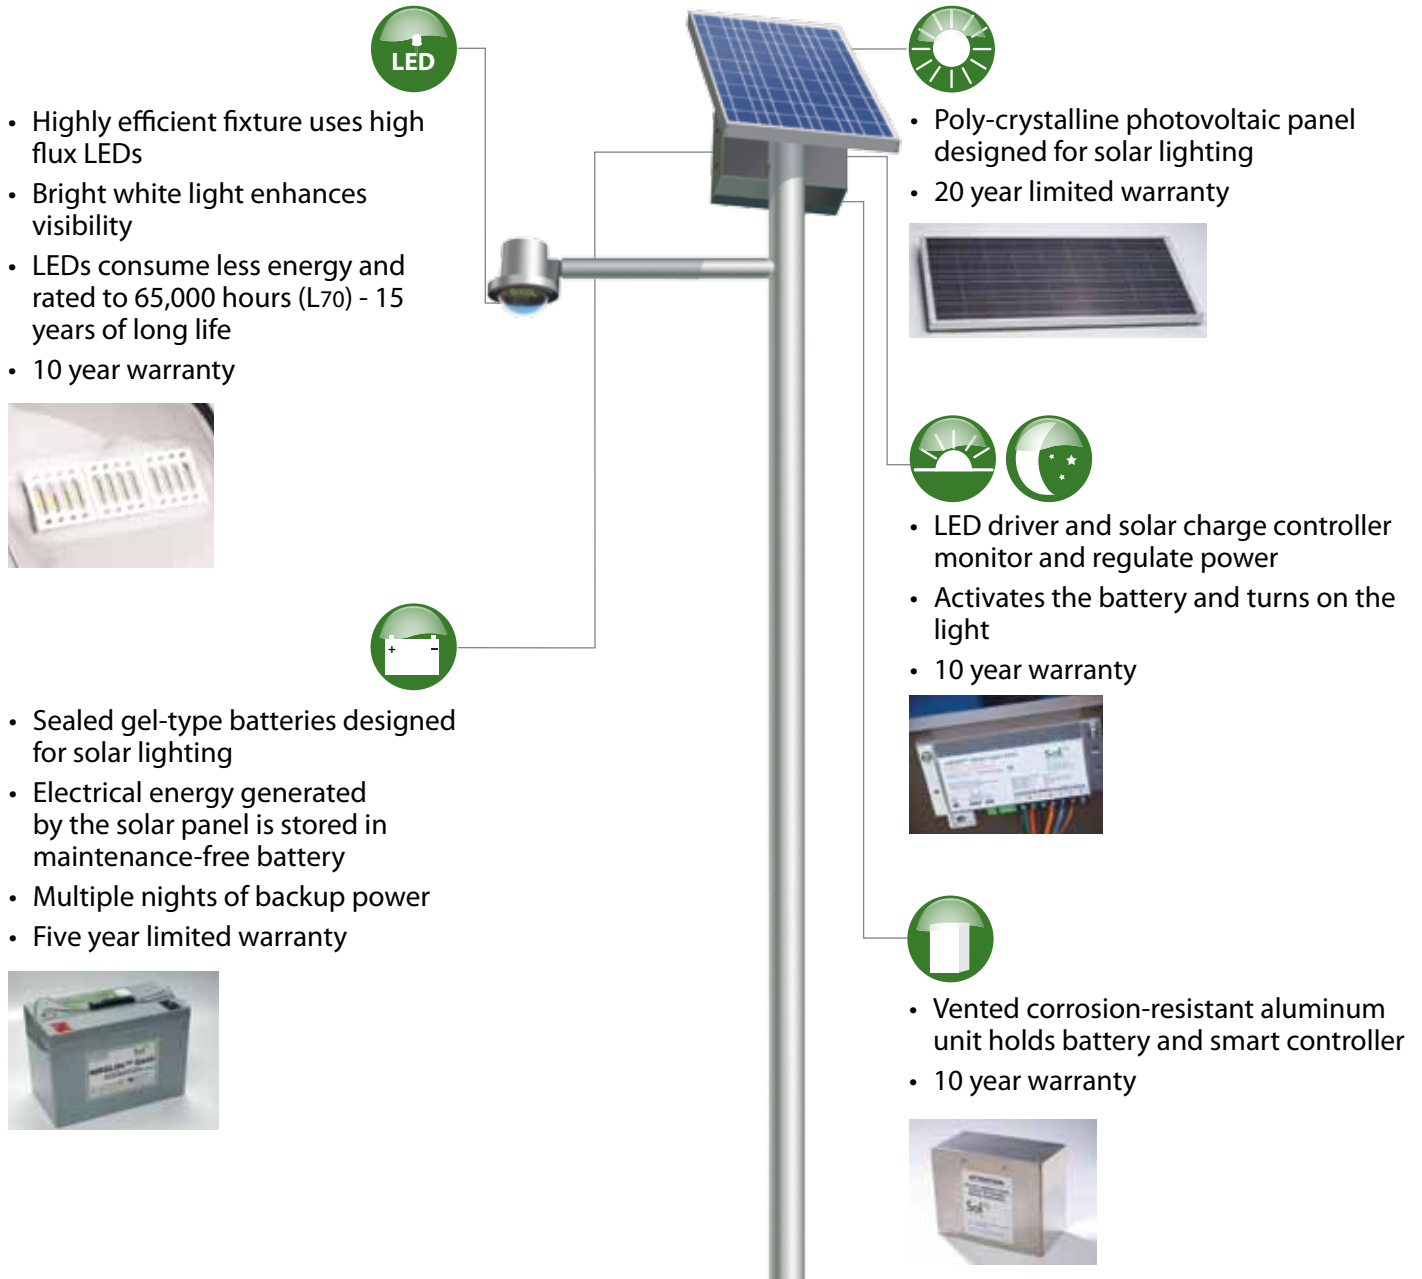 LED
• Highly efficient fixture uses high
flux LEDs
• Bright white light enhances
visibility
• LEDs consume less energy and
rated to 65,000 hours (L70) - 15
years of long life
• 10 year warranty
+ −
• Sealed gel-type batteries designed
for solar lighting
• Electrical energy generated
by the solar panel is stored in
maintenance-free battery
• Multiple nights of backup power
• Five year limited warranty
• Poly-crystalline photovoltaic panel
designed for solar lighting
• 20 year limited warranty
• LED driver and solar charge controller
monitor and regulate power
• Activates the battery and turns on the
light
• 10 year warranty
Sol
• Vented corrosion-resistant aluminum
unit holds battery and smart controller
• 10 year warranty
Sol